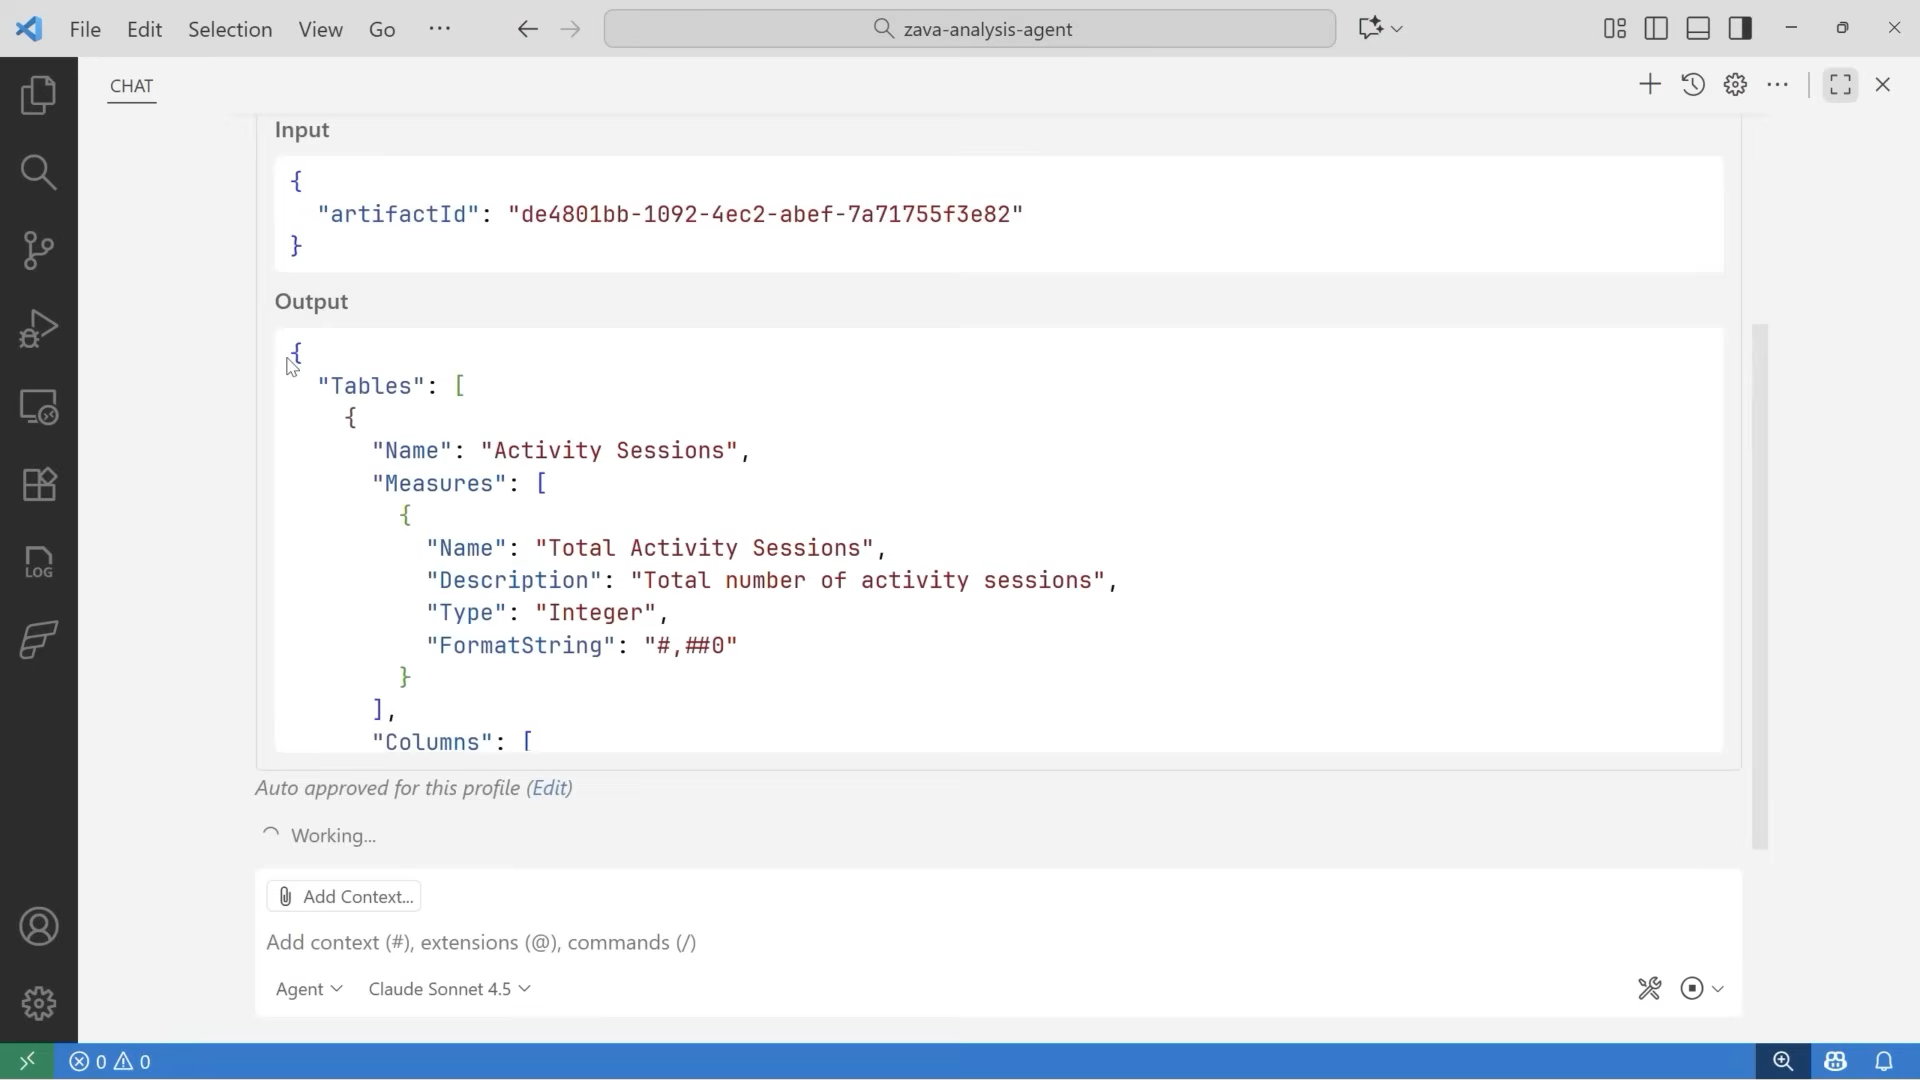 File Edit Selection View Go ···
zava-analysis-agent
CHAT
Input
{
"artifactId": "de4801bb-1092-4ec2-abef-7a71755f3e82"
}
Output
{
"Tables": [
{
"Name": "Activity Sessions",
"Measures": [
{
"Name": "Total Activity Sessions",
"Description": "Total number of activity sessions",
"Type": "Integer",
"FormatString": "#,##0"
}
],
"Columns": [
Auto approved for this profile (Edit)
Working...
Add Context...
Add context (#), extensions (@), commands (/)
Agent Claude Sonnet 4.5
LOG
0 0